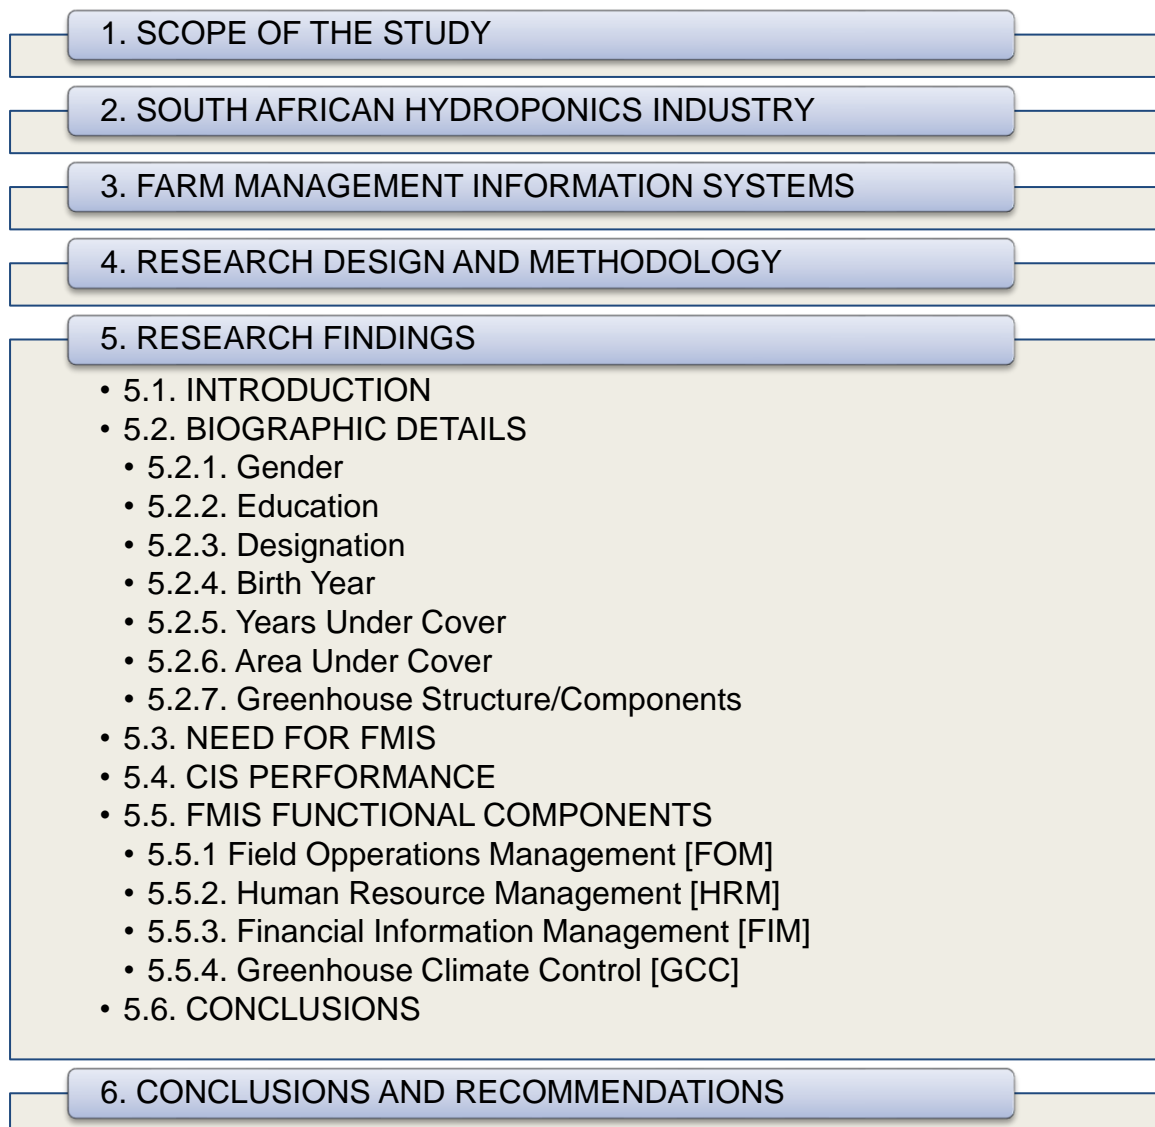 1. SCOPE OF THE STUDY
2. SOUTH AFRICAN HYDROPONICS INDUSTRY
3. FARM MANAGEMENT INFORMATION SYSTEMS
4. RESEARCH DESIGN AND METHODOLOGY
5. RESEARCH FINDINGS
• 5.1. INTRODUCTION
• 5.2. BIOGRAPHIC DETAILS
• 5.2.1. Gender
• 5.2.2. Education
• 5.2.3. Designation
• 5.2.4. Birth Year
• 5.2.5. Years Under Cover
• 5.2.6. Area Under Cover
• 5.2.7. Greenhouse Structure/Components
• 5.3. NEED FOR FMIS
• 5.4. CIS PERFORMANCE
• 5.5. FMIS FUNCTIONAL COMPONENTS
• 5.5.1 Field Opperations Management [FOM]
• 5.5.2. Human Resource Management [HRM]
• 5.5.3. Financial Information Management [FIM]
• 5.5.4. Greenhouse Climate Control [GCC]
• 5.6. CONCLUSIONS
6. CONCLUSIONS AND RECOMMENDATIONS